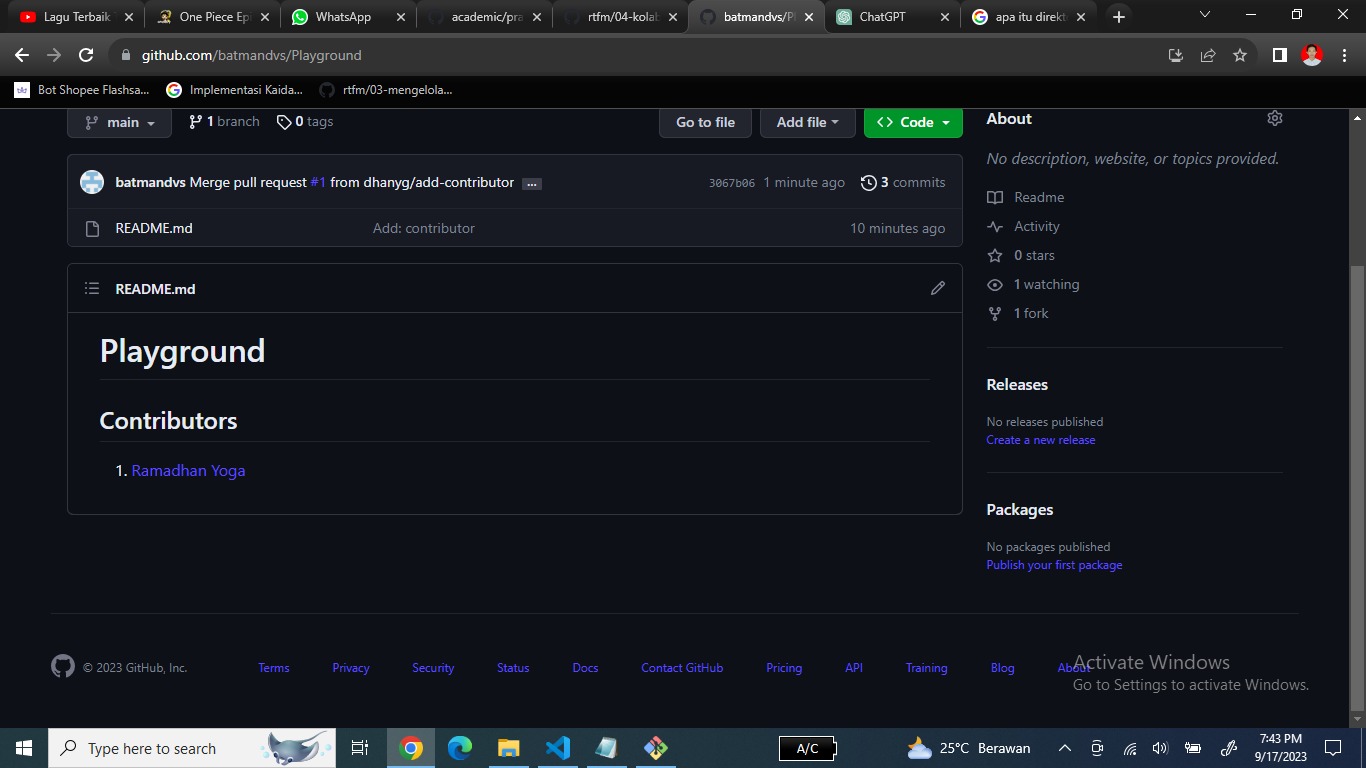 Lagu Terbaik
One Piece Ep
WhatsApp
academic/pra
rtfm/04-kolab
batmandvs/Pl
ChatGPT
apa itu direkt
github.com/batmandvs/Playground
Bot Shopee Flashsa...
Implementasi Kaida...
rtfm/03-mengelola...
main
1 branch
0 tags
Go to file
Add file
<> Code
About
batmandvs Merge pull request #1 from dhanyg/add-contributor ...
3067b06 1 minute ago
3 commits
No description, website, or topics provided.
README.md
Add: contributor
10 minutes ago
Readme
Activity
0 stars
1 watching
1 fork
README.md
Playground
Contributors
1. Ramadhan Yoga
Releases
No releases published
Create a new release
Packages
No packages published
Publish your first package
© 2023 GitHub, Inc.
Terms
Privacy
Security
Status
Docs
Contact GitHub
Pricing
API
Training
Blog
About
Activate Windows
Go to Settings to activate Windows.
Type here to search
A/C
25°C Berawan
7:43 PM
9/17/2023